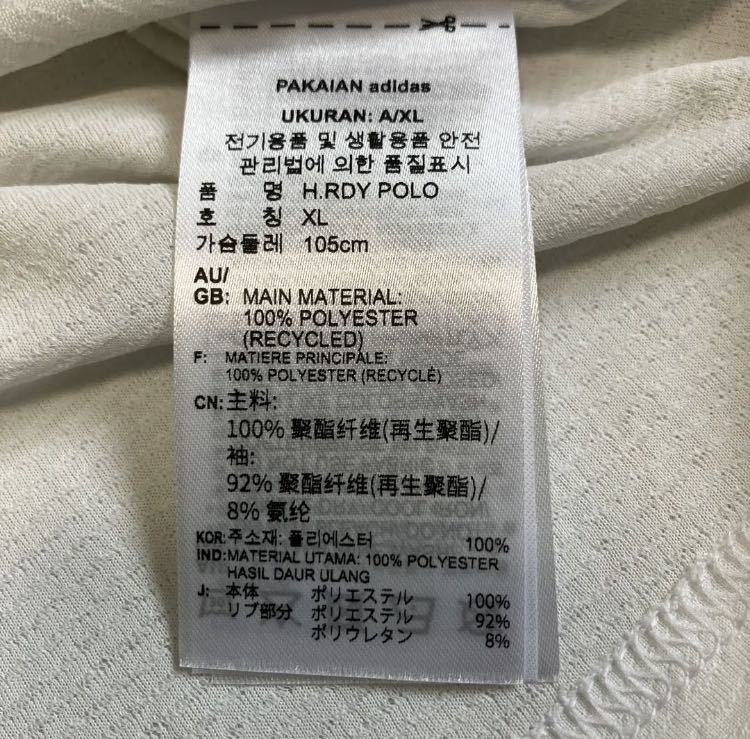 PAKAIAN adidas
UKURAN: A/XL
전기용품 및 생활용품 안전
관리법에 의한 품질표시
품 명 H.RDY POLO
호 칭 XL
가슴둘레 105cm
AU/
GB: MAIN MATERIAL:
100% POLYESTER
(RECYCLED)
F: MATIERE PRINCIPALE:
100% POLYESTER (RECYCLÉ)
CN:主料:
100% 聚酯纤维(再生聚酯)/
袖:
92% 聚酯纤维(再生聚酯)/
8% 氨纶
KOR:주소재: 폴리에스터 100%
IND:MATERIAL UTAMA: 100% POLYESTER
HASIL DAUR ULANG
J: 本体 ポリエステル 100%
リブ部分 ポリエステル 92%
ポリウレタン 8%